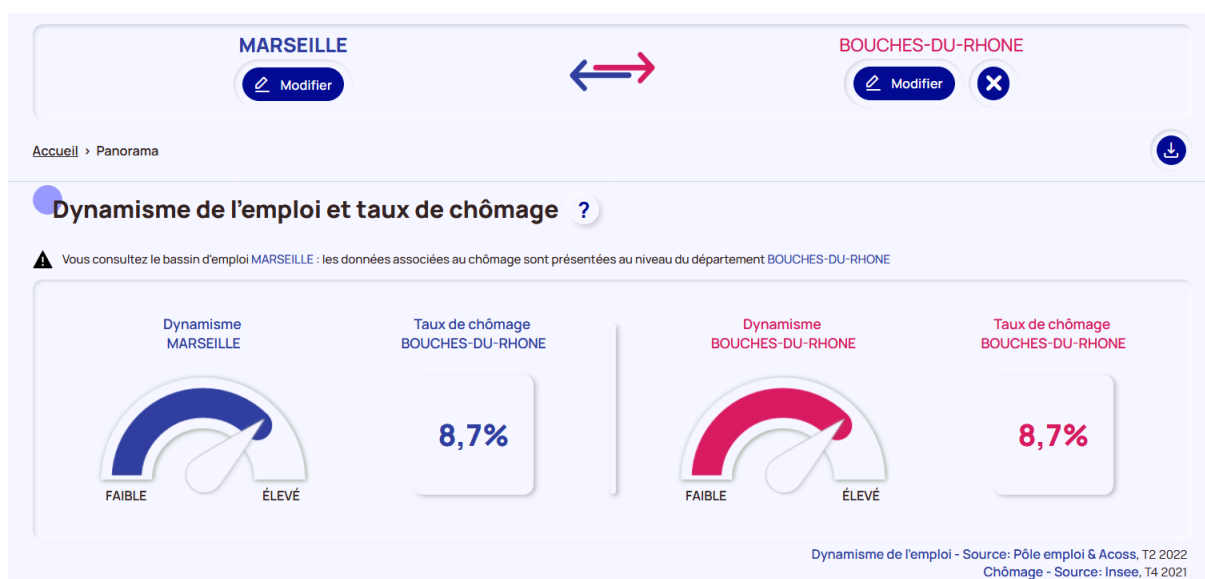 MARSEILLE
Modifier
BOUCHES-DU-RHONE
Modifier
Accueil > Panorama
Dynamisme de l'emploi et taux de chômage ?
Vous consultez le bassin d'emploi MARSEILLE : les données associées au chômage sont présentées au niveau du département BOUCHES-DU-RHONE
Dynamisme
MARSEILLE
FAIBLE
ÉLEVÉ
Taux de chômage
BOUCHES-DU-RHONE
8,7%
Dynamisme
BOUCHES-DU-RHONE
FAIBLE
ÉLEVÉ
Taux de chômage
BOUCHES-DU-RHONE
8,7%
Dynamisme de l'emploi - Source: Pôle emploi & Acoss, T2 2022
Chômage - Source: Insee, T4 2021